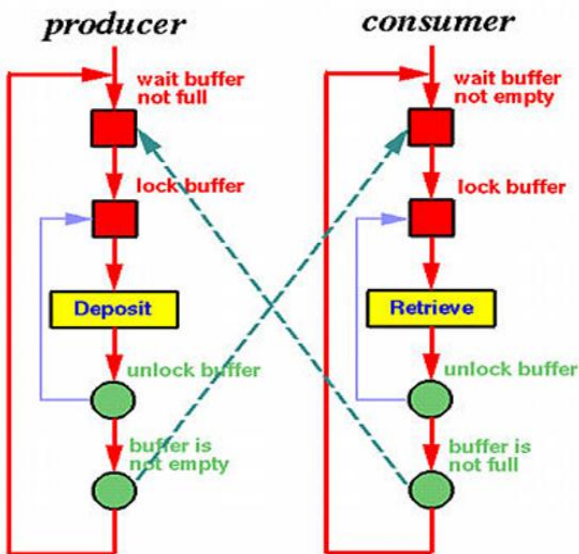 producer
wait buffer
not full
lock buffer
Deposit
unlock buffer
buffer is
not empty
consumer
wait buffer
not empty
lock buffer
Retrieve
unlock buffer
buffer is
not full